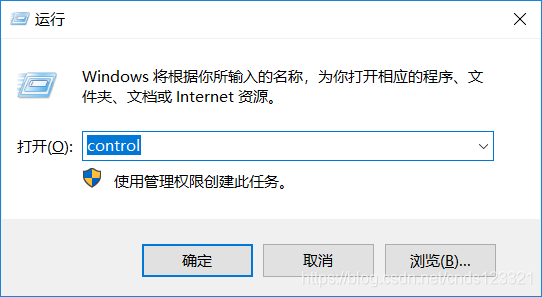 运行
Windows 将根据你所输入的名称，为你打开相应的程序、文
件夹、文档或 Internet 资源。
打开(O): control
使用管理权限创建此任务。
确定 取消 浏览(B)...
https://blog.csdn.net/cnds123321